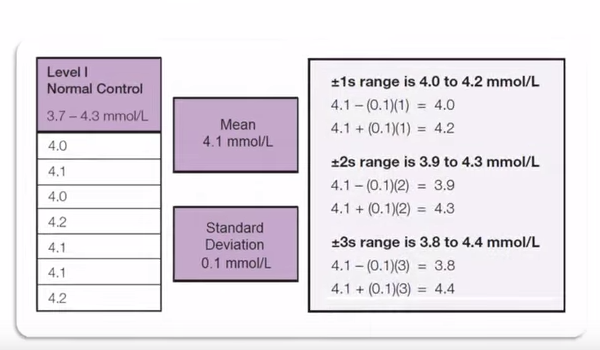 Level I
Normal Control
3.7 – 4.3 mmol/L
4.0
4.1
4.0
4.2
4.1
4.1
4.2
Mean
4.1 mmol/L
Standard
Deviation
0.1 mmol/L
±1s range is 4.0 to 4.2 mmol/L
4.1 – (0.1)(1) = 4.0
4.1 + (0.1)(1) = 4.2
±2s range is 3.9 to 4.3 mmol/L
4.1 – (0.1)(2) = 3.9
4.1 + (0.1)(2) = 4.3
±3s range is 3.8 to 4.4 mmol/L
4.1 – (0.1)(3) = 3.8
4.1 + (0.1)(3) = 4.4